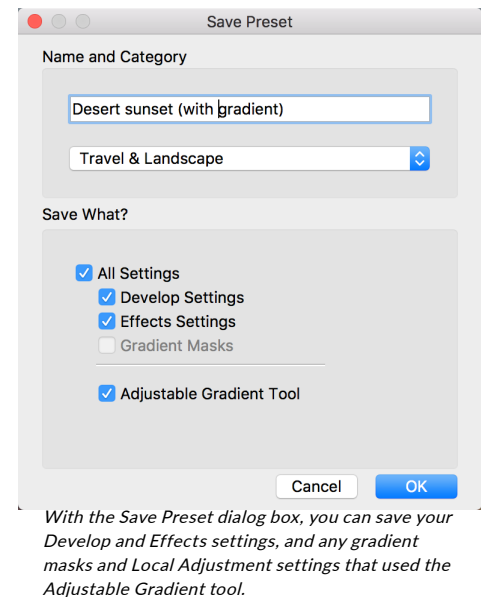 Save Preset
Name and Category
Desert sunset (with gradient)
Travel & Landscape
Save What?
All Settings
Develop Settings
Effects Settings
Gradient Masks
Adjustable Gradient Tool
Cancel
OK
With the Save Preset dialog box, you can save your
Develop and Effects settings, and any gradient
masks and Local Adjustment settings that used the
Adjustable Gradient tool.